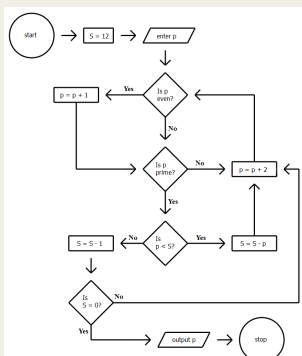 start
S = 12
enter p
Is p
even?
Yes
p = p + 1
No
Is p
prime?
No
p = p + 2
Yes
Is
p < S?
No
S = S - 1
Yes
S = S - p
Is
S = 0?
No
Yes
output p
stop